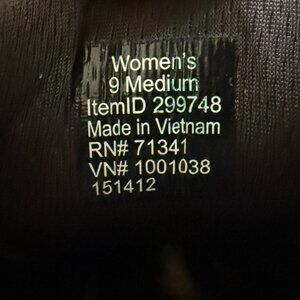 Women's
9 Medium
ItemID 299748
Made in Vietnam
RN# 71341
VN# 1001038
151412